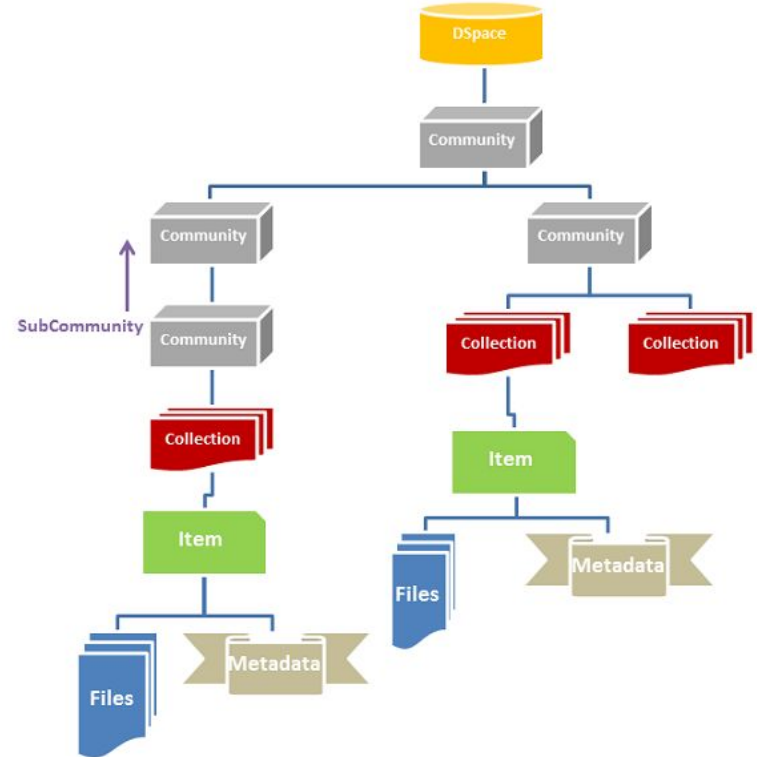 DSpace
Community
Community
Community
SubCommunity
Community
Collection
Collection
Collection
Item
Item
Metadata
Files
Metadata
Files